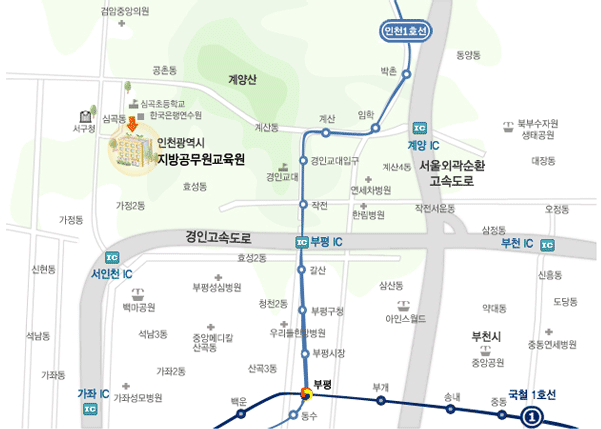 검암중앙의원
인천1호선
동양동
박촌
공촌동
계양산
심곡초등학교
한국은행연수원
심곡동
서구청
계산
임학
계산동
IC
계양 IC
북부수자원
생태공원
인천광역시
지방공무원교육원
경인교대입구
대장동
경인교대
계산4동
서울외곽순환
고속도로
연세차병원
효성동
가정동
가정2동
작전
한림병원
작전서운동
오정동
삼정동
경인고속도로
IC
부평 IC
부천 IC
IC
IC
서인천 IC
효성2동
신현동
갈산
신흥동
부평성심병원
삼산동
백마공원
청천2동
부평구청
아인스월드
약대동
도당동
석남동
석남3동
중앙메디칼
산곡동
우리들한방병원
부천시
중동연세병원
부평시장
중앙공원
가좌동
가좌2동
산곡3동
가좌 IC
IC
가좌성모병원
부평
부개
국철 1호선
백운
동수
송내
중동
1